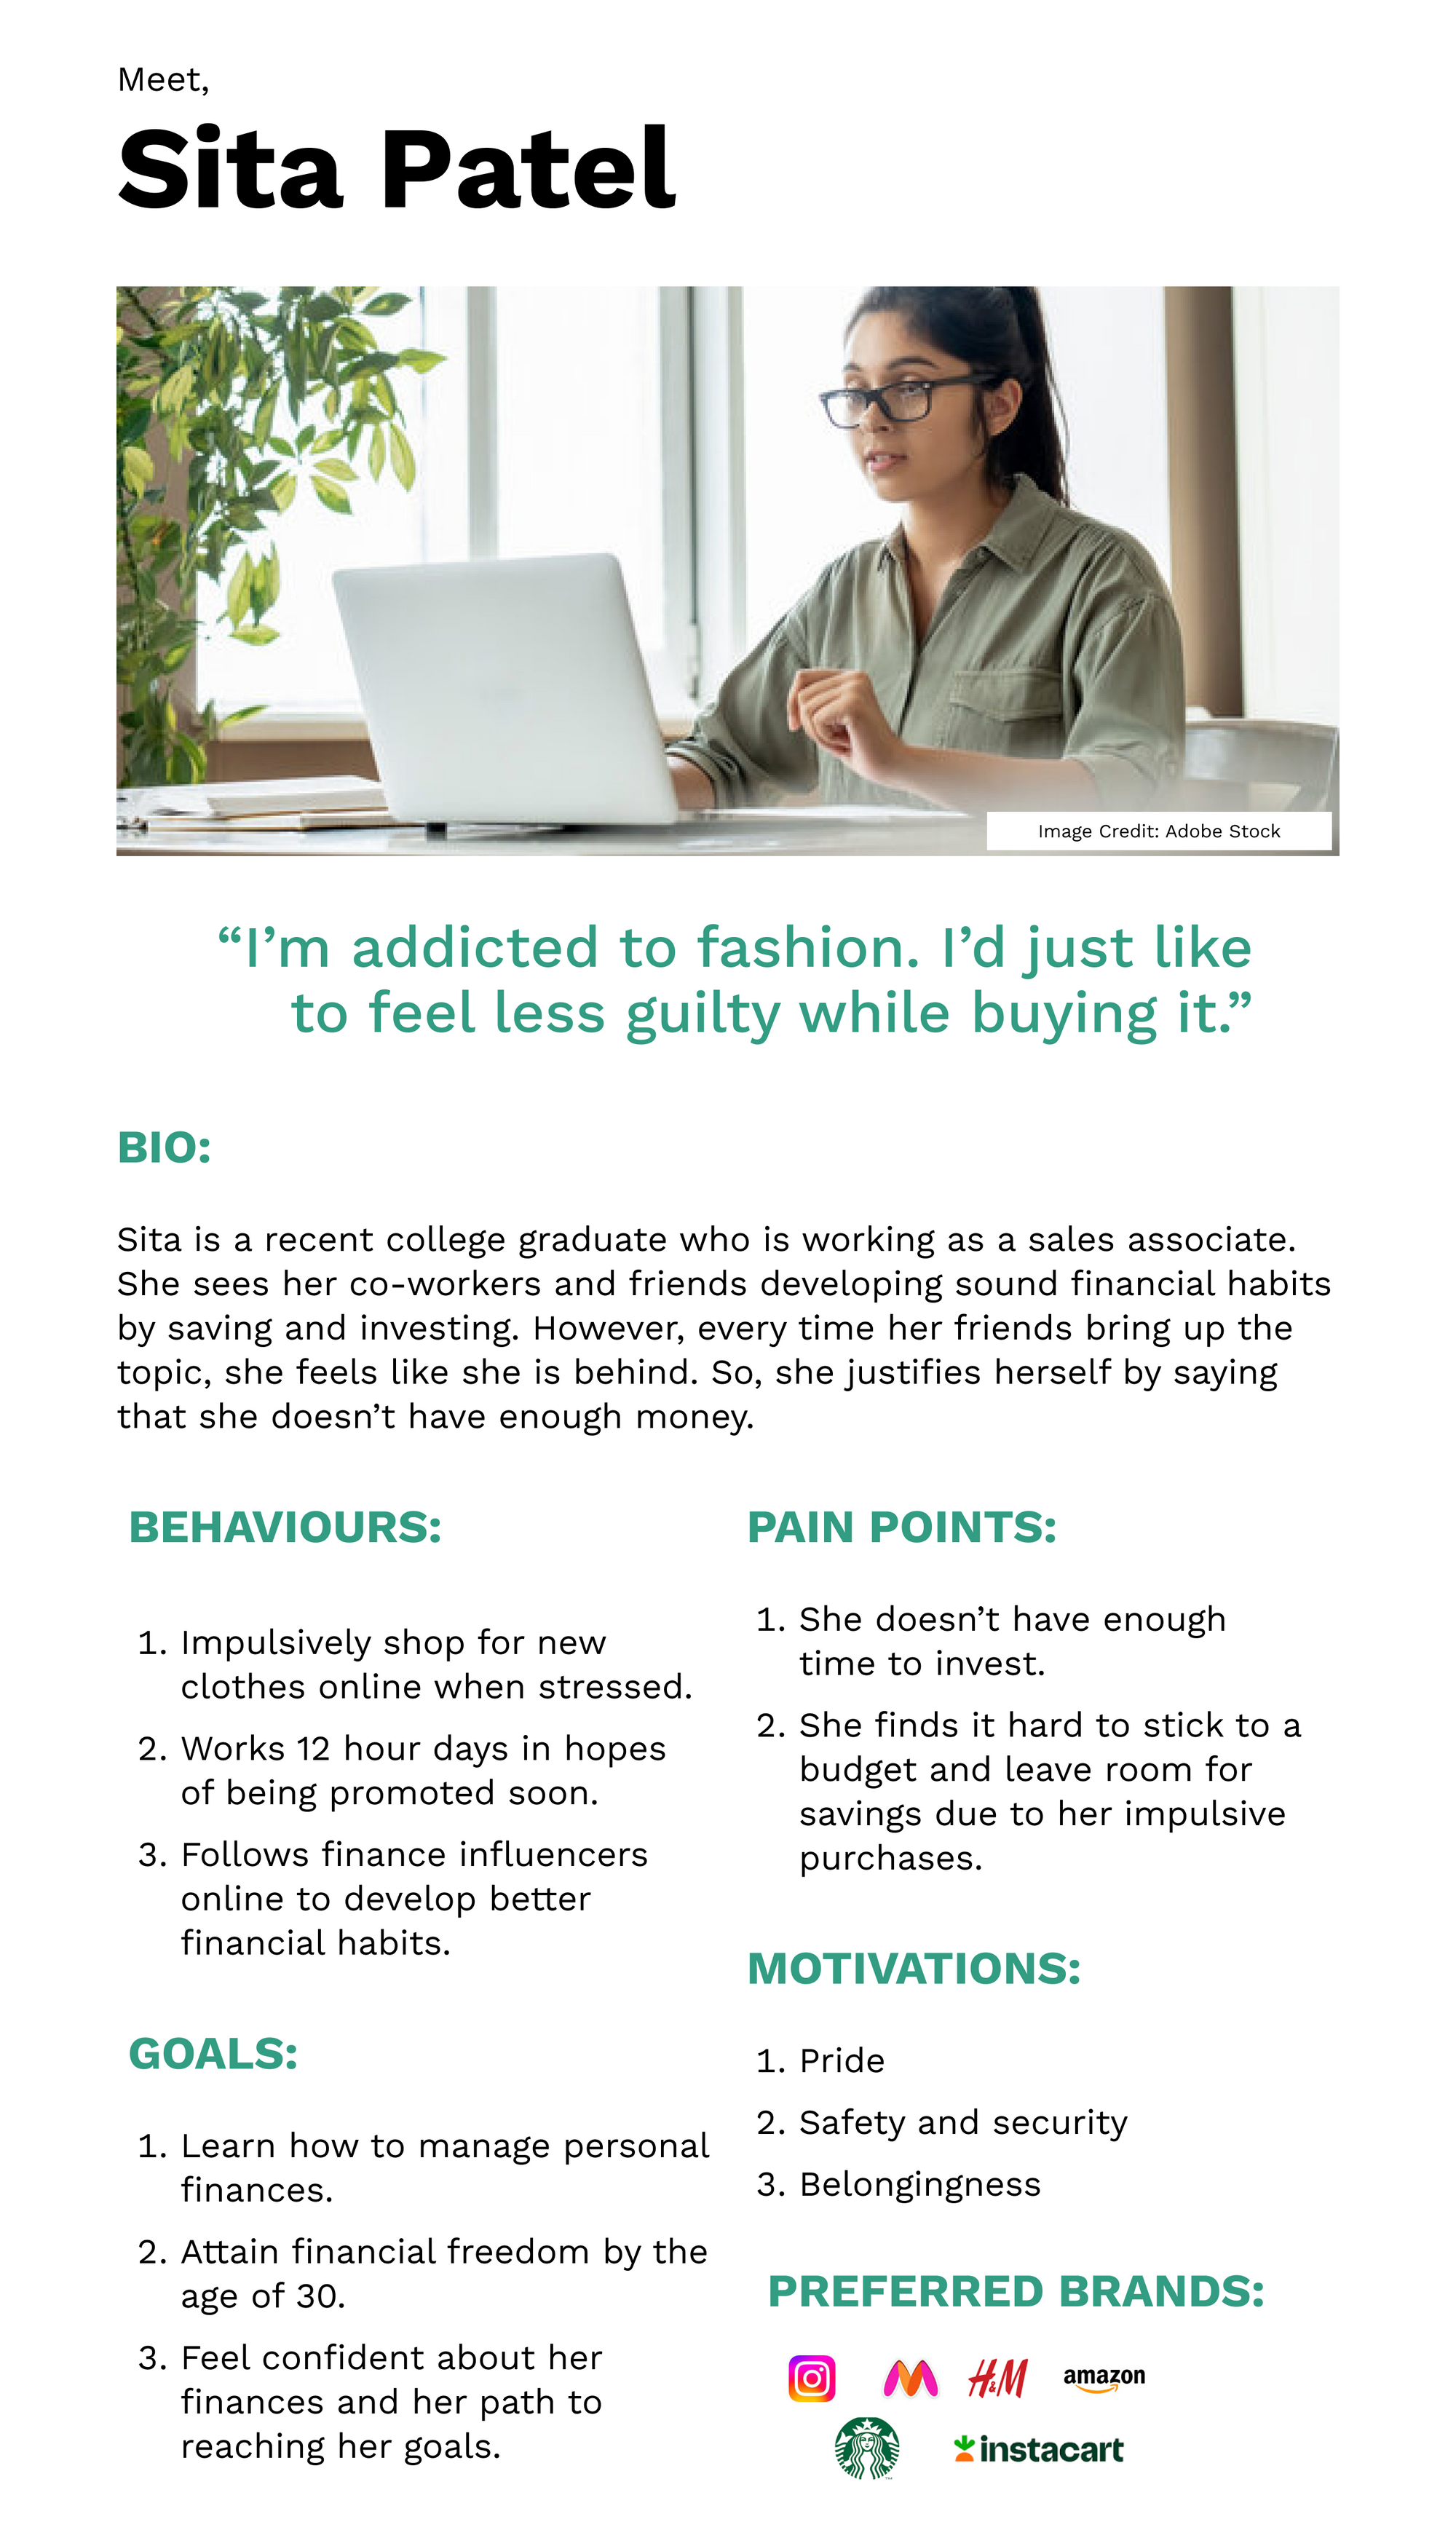 Meet,
Sita Patel
Image Credit: Adobe Stock
“I’m addicted to fashion. I’d just like
to feel less guilty while buying it.”
BIO:
Sita is a recent college graduate who is working as a sales associate.
She sees her co-workers and friends developing sound financial habits
by saving and investing. However, every time her friends bring up the
topic, she feels like she is behind. So, she justifies herself by saying
that she doesn’t have enough money.
BEHAVIOURS:
1. Impulsively shop for new
clothes online when stressed.
2. Works 12 hour days in hopes
of being promoted soon.
3. Follows finance influencers
online to develop better
financial habits.
GOALS:
1. Learn how to manage personal
finances.
2. Attain financial freedom by the
age of 30.
3. Feel confident about her
finances and her path to
reaching her goals.
PAIN POINTS:
1. She doesn’t have enough
time to invest.
2. She finds it hard to stick to a
budget and leave room for
savings due to her impulsive
purchases.
MOTIVATIONS:
1. Pride
2. Safety and security
3. Belongingness
PREFERRED BRANDS:
H&M amazon
instacart